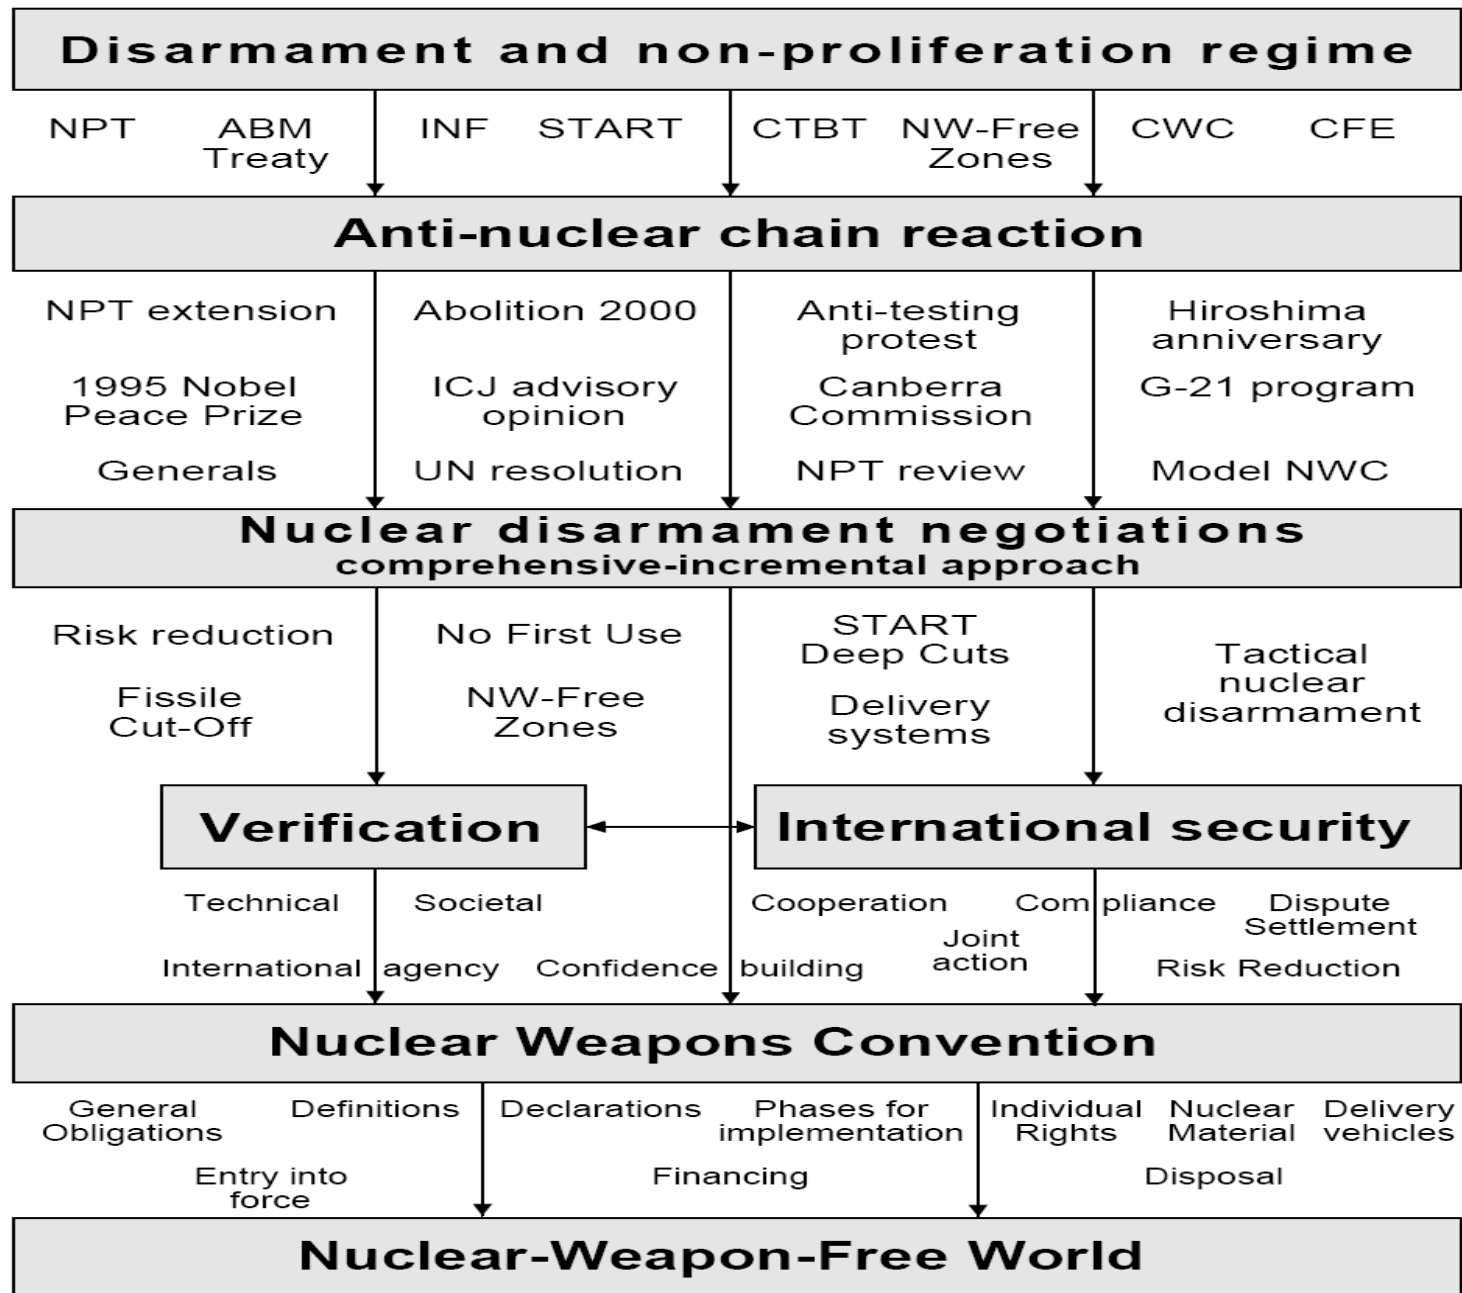 Disarmament and non-proliferation regime
NPT ABM INF START CTBT NW-Free CWC CFE
Treaty Zones
Anti-nuclear chain reaction
NPT extension Abolition 2000 Anti-testing Hiroshima
protest anniversary
1995 Nobel ICJ advisory Canberra G-21 program
Peace Prize opinion Commission
Generals UN resolution NPT review Model NWC
Nuclear disarmament negotiations
comprehensive-incremental approach
Risk reduction No First Use START
Deep Cuts Tactical
Fissile NW-Free nuclear
Cut-Off Zones Delivery disarmament
systems
Verification International security
Technical Societal Cooperation Compliance Dispute
Settlement
Joint
action
International agency Confidence building Risk Reduction
Nuclear Weapons Convention
General Definitions Declarations Phases for Individual Nuclear Delivery
Obligations implementation Rights Material vehicles
Entry into Financing Disposal
force
Nuclear-Weapon-Free World